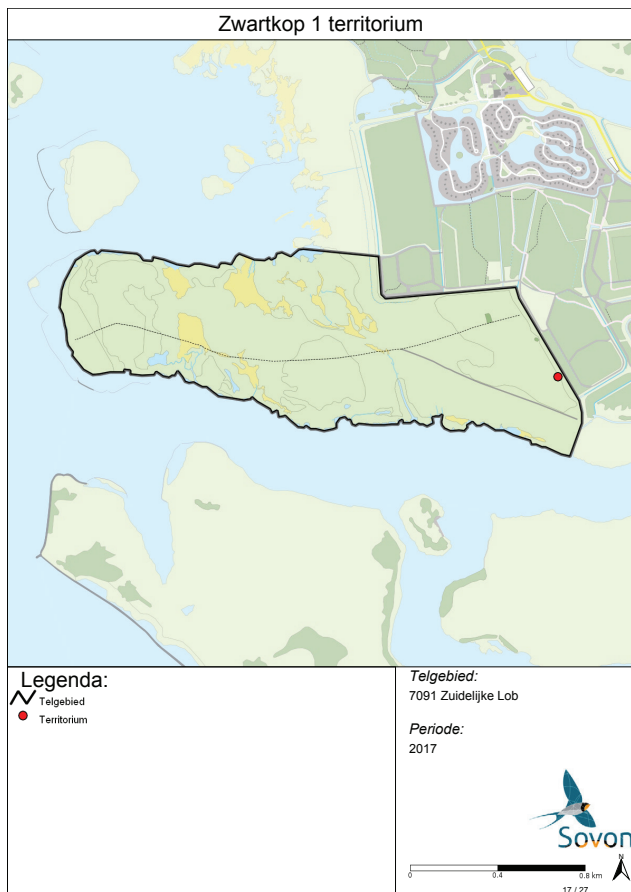 Zwartkop 1 territorium
Legenda:
Telgebied
Territorium
Telgebied:
7091 Zuidelijke Lob
Periode:
2017
Sovon
N
0 0.4 0.8 km
17 / 27